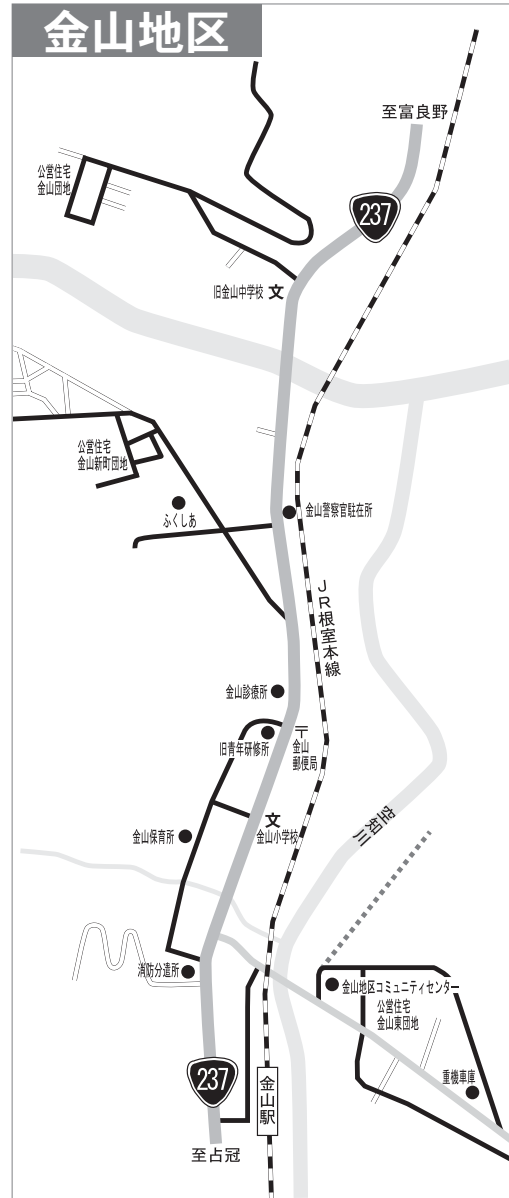 金山地区
至富良野
237
公営住宅
金山団地
旧金山中学校
文
公営住宅
金山新町団地
ふくしあ
金山警察官駐在所
JR根室本線
金山診療所
旧青年研修所
〒
金山
郵便局
文
金山小学校
金山保育所
空知川
消防分遣所
金山地区コミュニティセンター
公営住宅
金山東団地
重機車庫
237
金山駅
至占冠